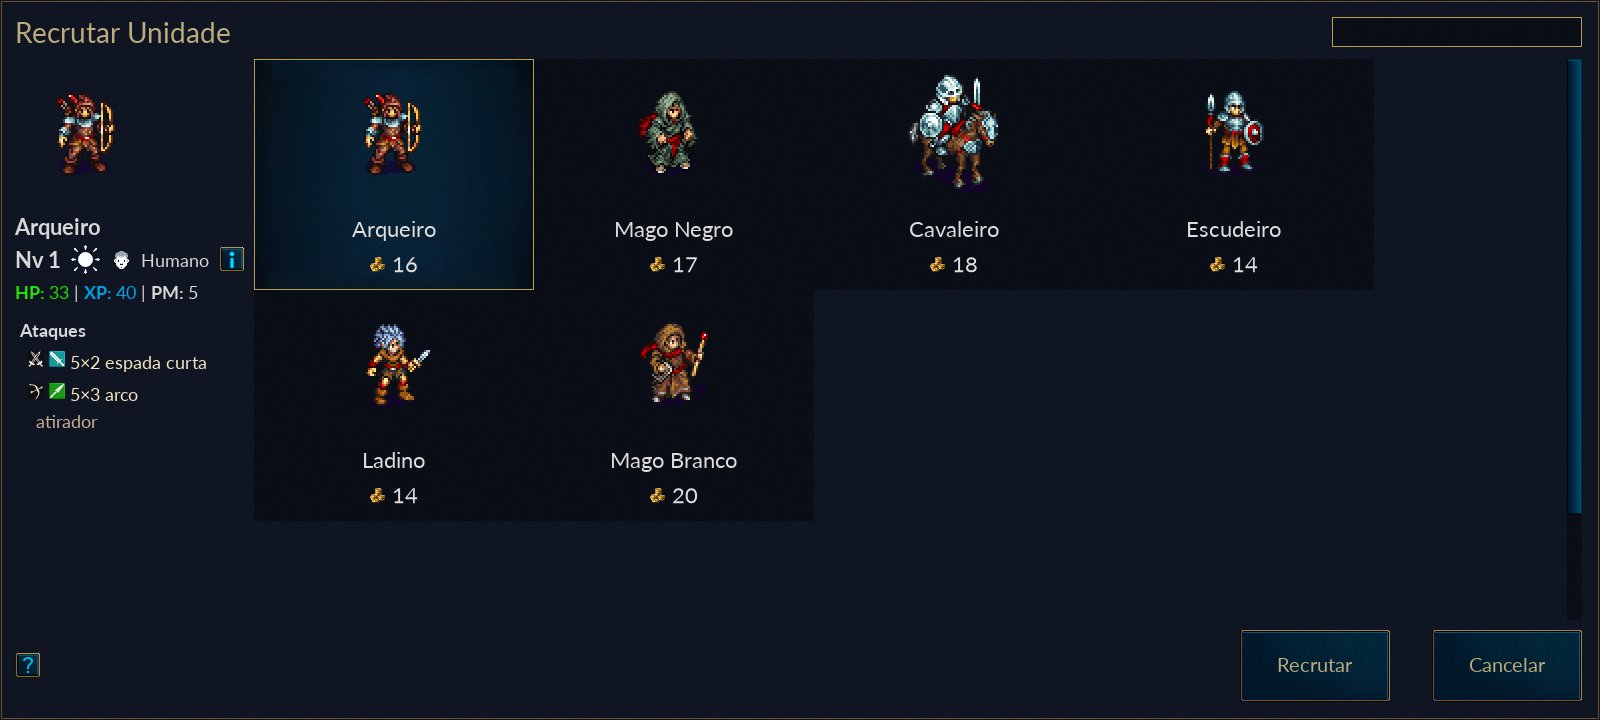 Recrutar Unidade
Arqueiro
Nv 1 Humano i
HP: 33 | XP: 40 | PM: 5
Ataques
5×2 espada curta
5×3 arco
atirador
Arqueiro
16
Mago Negro
17
Cavaleiro
18
Escudeiro
14
Ladino
14
Mago Branco
20
?
Recrutar
Cancelar